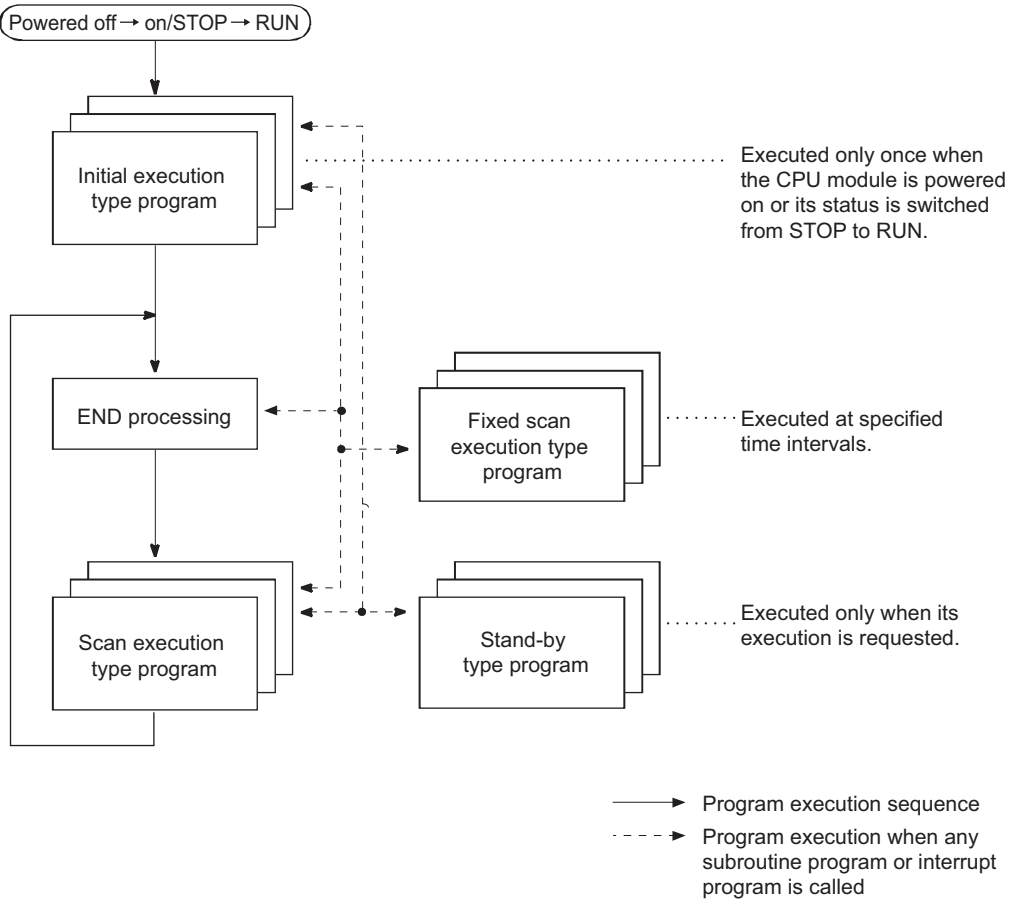 Powered off → on/STOP → RUN
Initial execution
type program
Executed only once when
the CPU module is powered
on or its status is switched
from STOP to RUN.
END processing
Fixed scan
execution type
program
Executed at specified
time intervals.
Scan execution
type program
Stand-by
type program
Executed only when its
execution is requested.
Program execution sequence
Program execution when any
subroutine program or interrupt
program is called